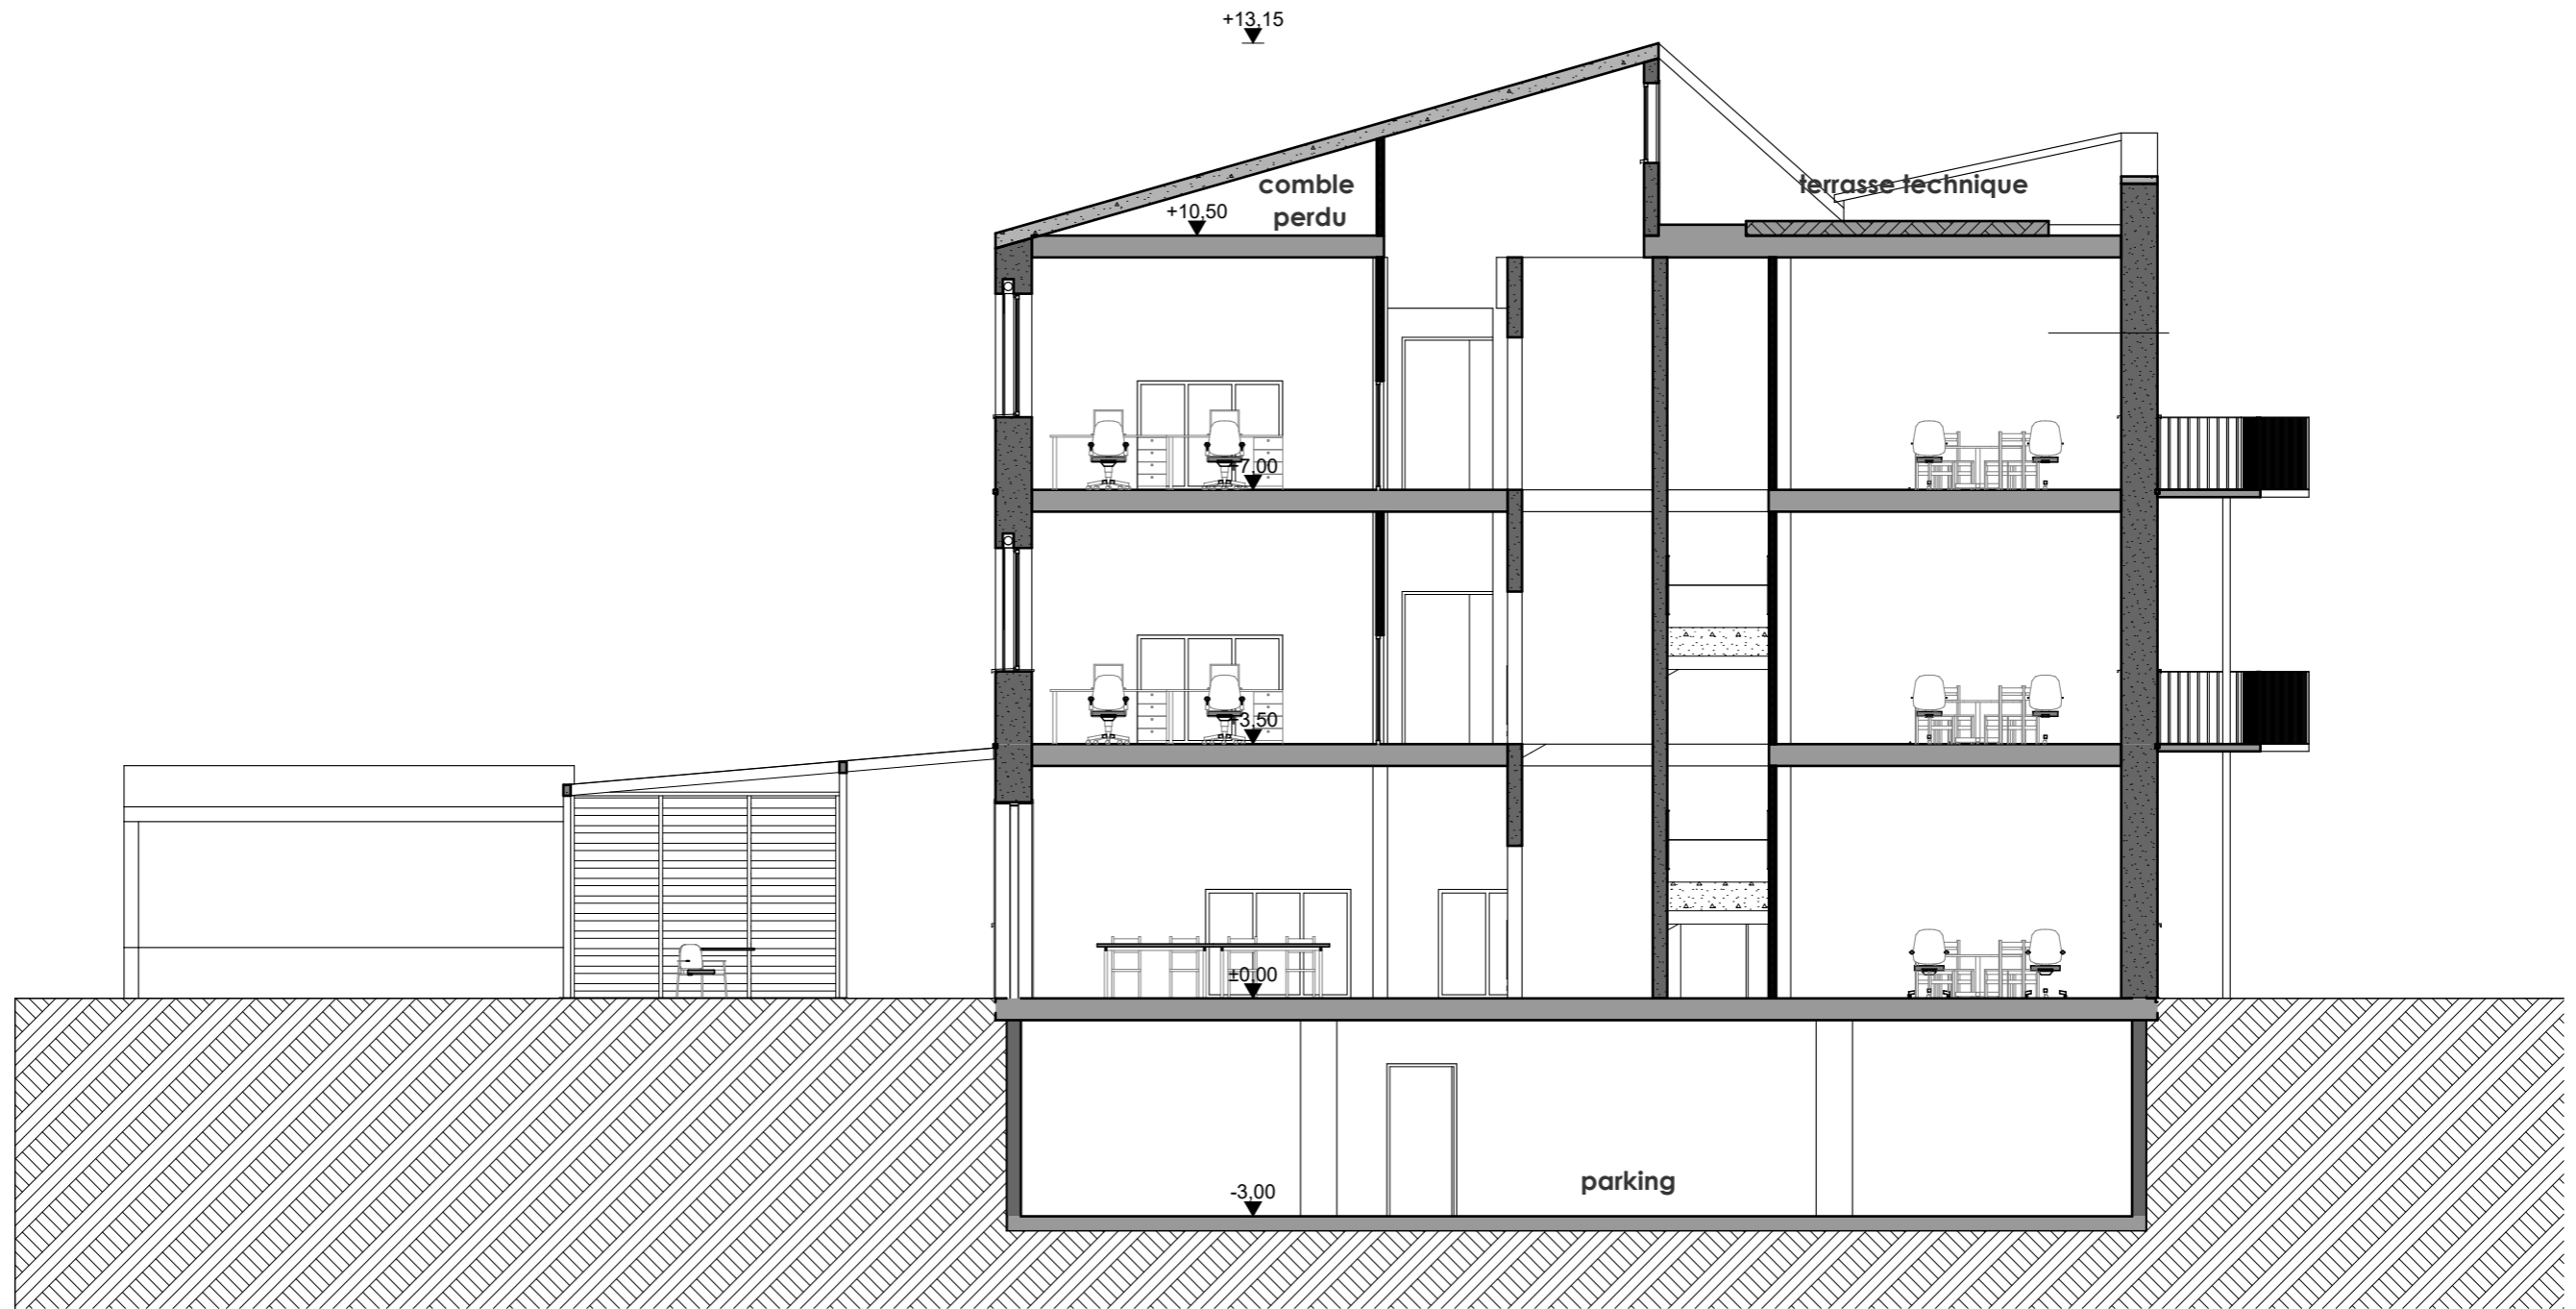 +13,15
comble
perdu
terrasse technique
+10,50
+7,00
+3,50
±0,00
parking
-3,00